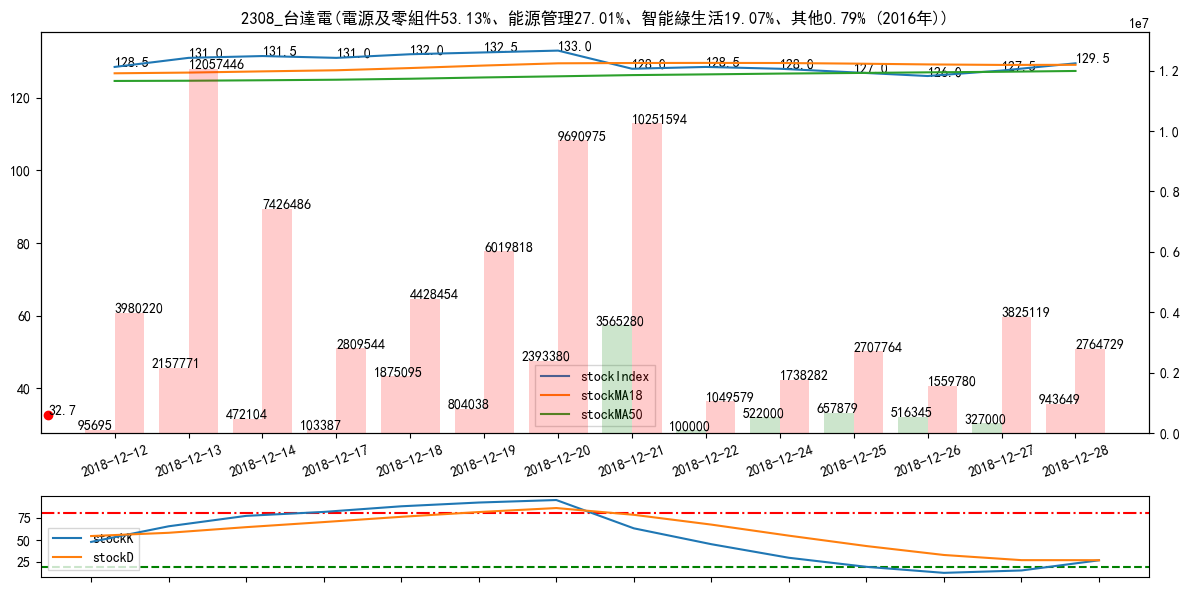 2308_台達電(電源及零組件53.13%、能源管理27.01%、智能綠生活19.07%、其他0.79% (2016年))
1e7
128.5 131.0 131.5 131.0 132.0 132.5 133.0 128.0 128.5 128.0 127.0 126.0 127.5 129.5
120 100 80 60 40
1.2 1.0 0.8 0.6 0.4 0.2 0.0
32.7
95695 2157771 472104 103387 1875095 804038 2393380 3565280 100000 522000 657879 516345 327000 943649
3980220 12057446 7426486 2809544 4428454 6019818 9690975 10251594 1049579 1738282 2707764 1559780 3825119 2764729
stockIndex
stockMA18
stockMA50
2018-12-12 2018-12-13 2018-12-14 2018-12-17 2018-12-18 2018-12-19 2018-12-20 2018-12-21 2018-12-22 2018-12-24 2018-12-25 2018-12-26 2018-12-27 2018-12-28
75 50 25
stockK
stockD